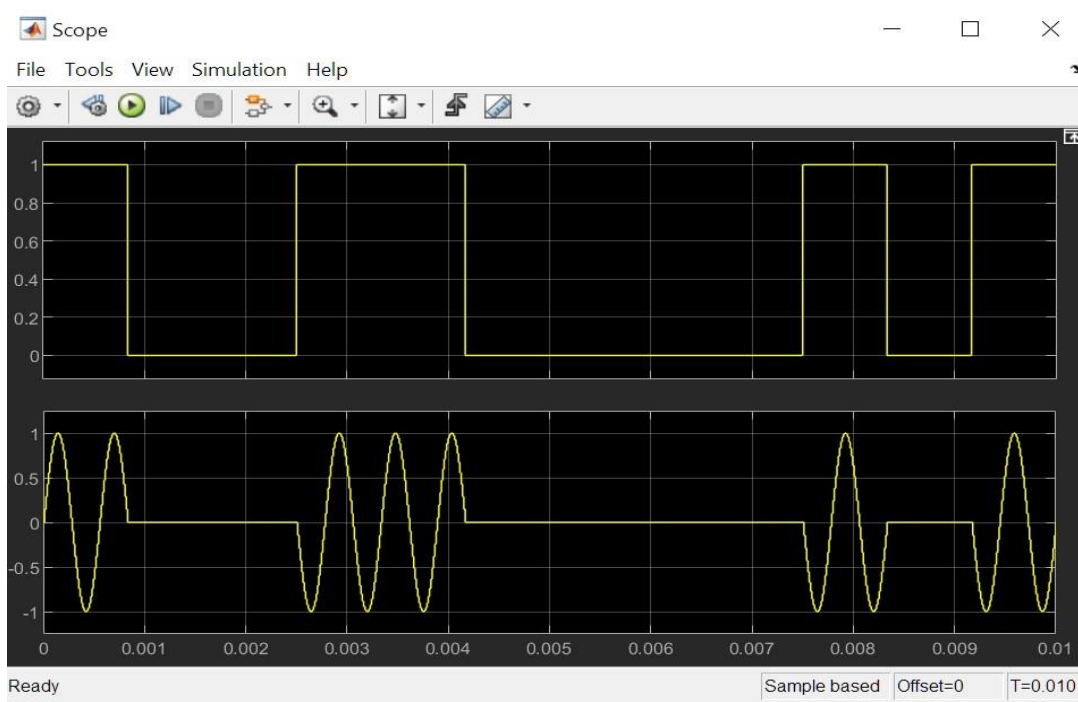 Scope
File Tools View Simulation Help
1
0.8
0.6
0.4
0.2
0
1
0.5
0
-0.5
-1
0 0.001 0.002 0.003 0.004 0.005 0.006 0.007 0.008 0.009 0.01
Ready Sample based Offset=0 T=0.010